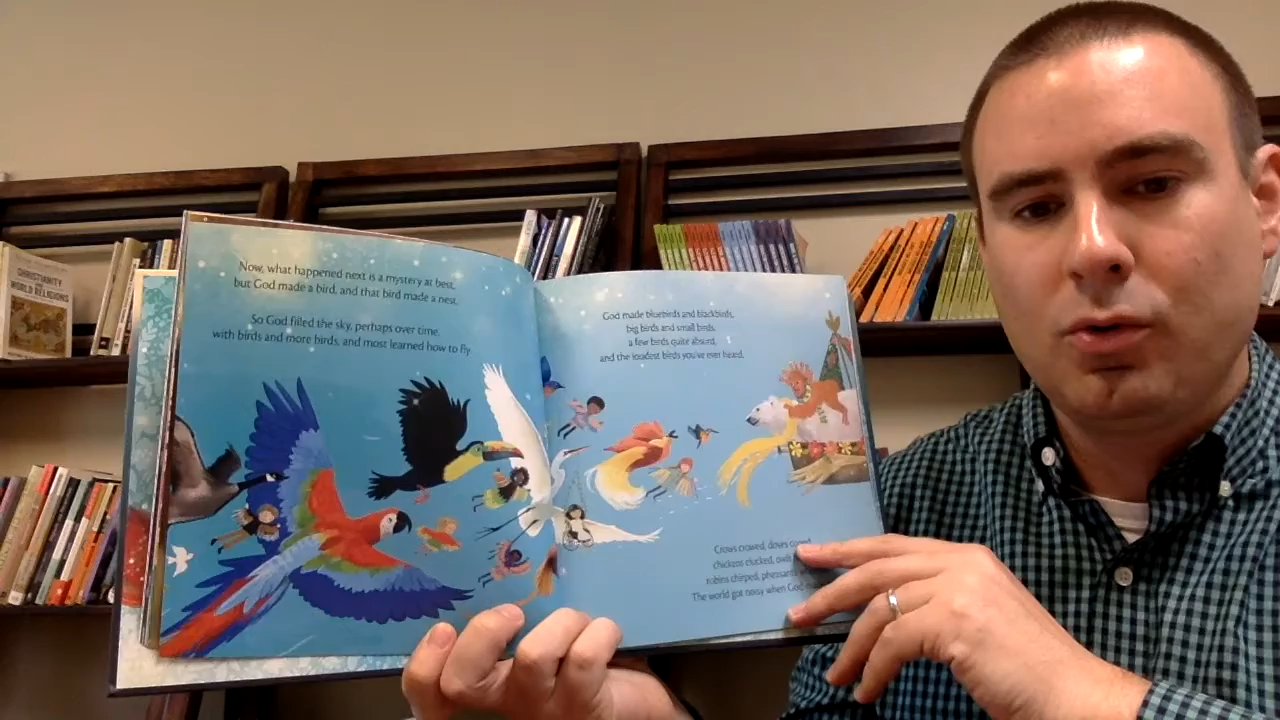 CHRISTIANITY
AND
WORLD RELIGIONS
Now, what happened next is a mystery at best,
but God made a bird, and that bird made a nest.
So God filled the sky, perhaps over time,
with birds and more birds, and most learned how to fly.
God made bluebirds and blackbirds,
big birds and small birds,
a few birds quite absurd,
and the loudest birds you've ever heard.
Crows crowed, doves cooed,
chickens clucked, owls
robins chirped, pheasants
The world got noisy when God